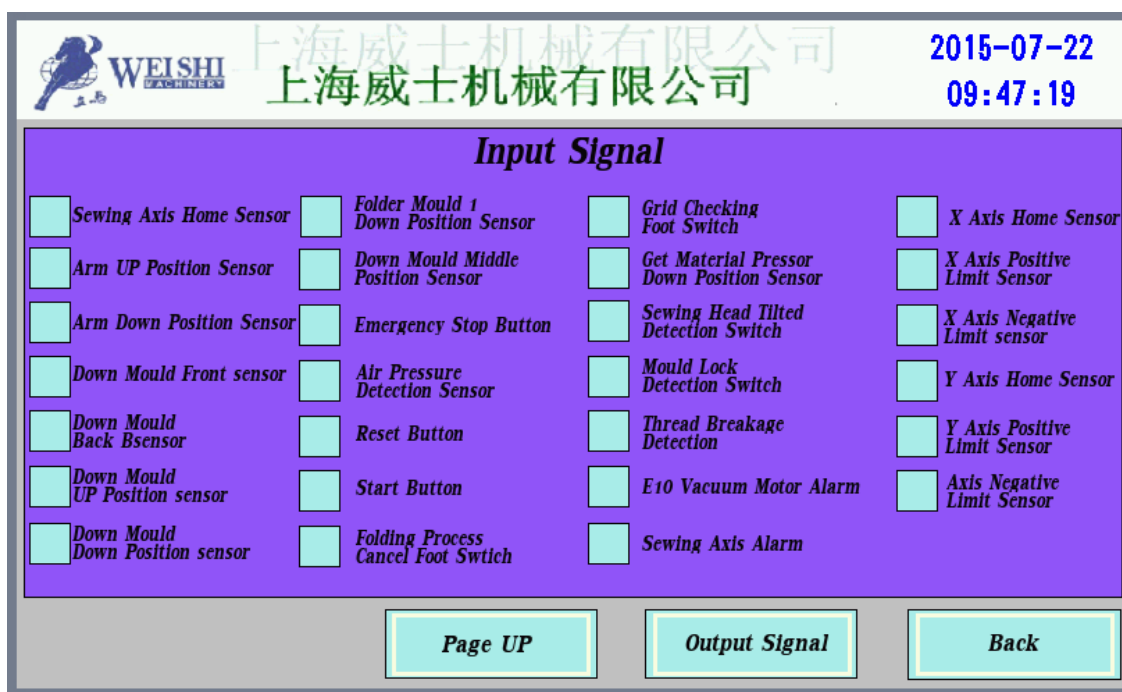 WEISHI
MACHINERY
立马
上海威士机械有限公司
上海威士机械有限公司
2015-07-22
09:47:19
Input Signal
Sewing Axis Home Sensor
Arm UP Position Sensor
Arm Down Position Sensor
Down Mould Front sensor
Down Mould
Back Bsensor
Down Mould
UP Position sensor
Down Mould
Down Position sensor
Folder Mould 1
Down Position Sensor
Down Mould Middle
Position Sensor
Emergency Stop Button
Air Pressure
Detection Sensor
Reset Button
Start Button
Folding Process
Cancel Foot Swtich
Grid Checking
Foot Switch
Get Material Pressor
Down Position Sensor
Sewing Head Tilted
Detection Switch
Mould Lock
Detection Switch
Thread Breakage
Detection
E10 Vacuum Motor Alarm
Sewing Axis Alarm
X Axis Home Sensor
X Axis Positive
Limit Sensor
X Axis Negative
Limit sensor
Y Axis Home Sensor
Y Axis Positive
Limit Sensor
Axis Negative
Limit Sensor
Page UP
Output Signal
Back